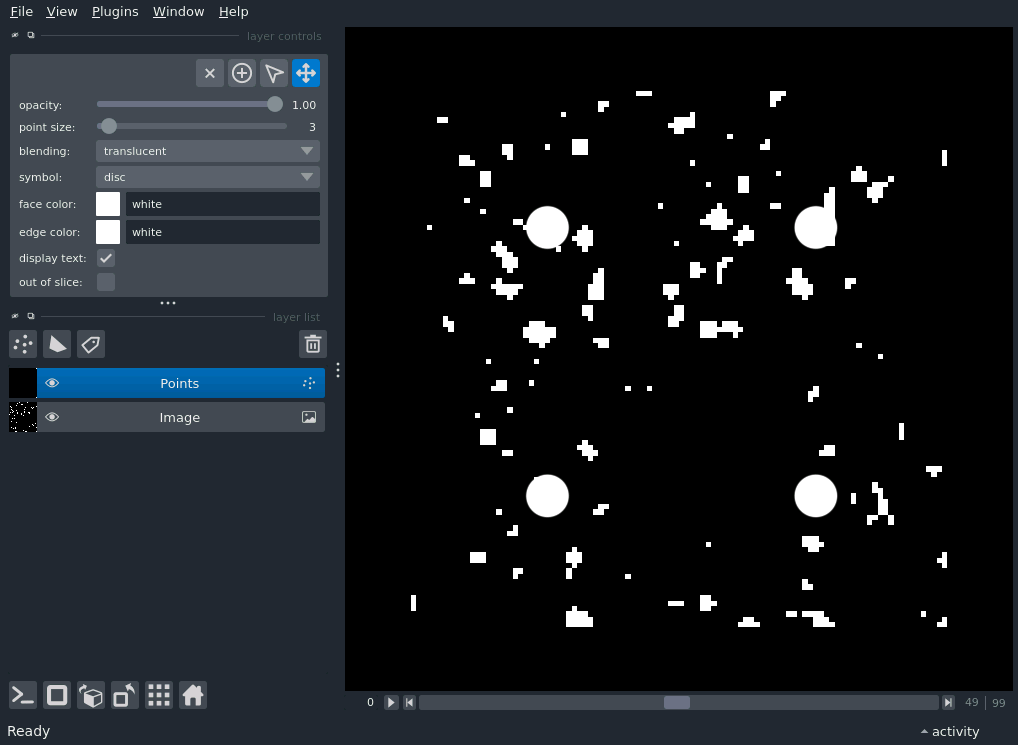 File View Plugins Window Help
layer controls
opacity: 1.00
point size: 3
blending: translucent
symbol: disc
face color: white
edge color: white
display text:
out of slice:
layer list
Points
Image
0 49 99
Ready activity